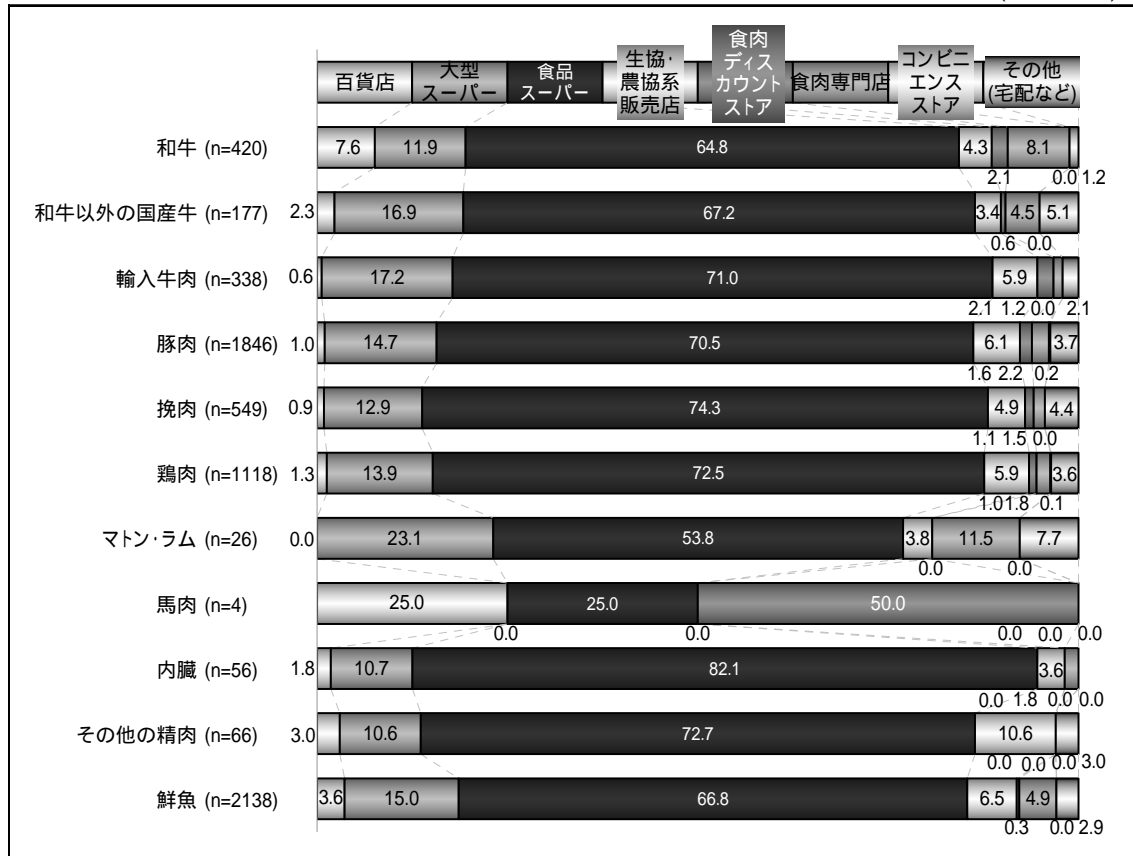 百貨店
大型
スーパー
食品
スーパー
生協・
農協系
販売店
食肉
ディス
カウント
ストア
食肉専門店
コンビニ
エンス
ストア
その他
(宅配など)
和牛 (n=420)
7.6 11.9 64.8 4.3 8.1
2.1 0.0 1.2
和牛以外の国産牛 (n=177) 2.3 16.9 67.2 3.4 4.5 5.1
0.6 0.0
輸入牛肉 (n=338) 0.6 17.2 71.0 5.9
2.1 1.2 0.0 2.1
豚肉 (n=1846) 1.0 14.7 70.5 6.1 3.7
1.6 2.2 0.2
挽肉 (n=549) 0.9 12.9 74.3 4.9 4.4
1.1 1.5 0.0
鶏肉 (n=1118) 1.3 13.9 72.5 5.9 3.6
1.0 1.8 0.1
マトン・ラム (n=26) 0.0 23.1 53.8 3.8 11.5 7.7
0.0 0.0
馬肉 (n=4) 25.0 25.0 50.0
0.0 0.0 0.0 0.0 0.0
内臓 (n=56) 1.8 10.7 82.1 3.6
0.0 1.8 0.0 0.0
その他の精肉 (n=66) 3.0 10.6 72.7 10.6
0.0 0.0 0.0 3.0
鮮魚 (n=2138) 3.6 15.0 66.8 6.5 4.9
0.3 0.0 2.9